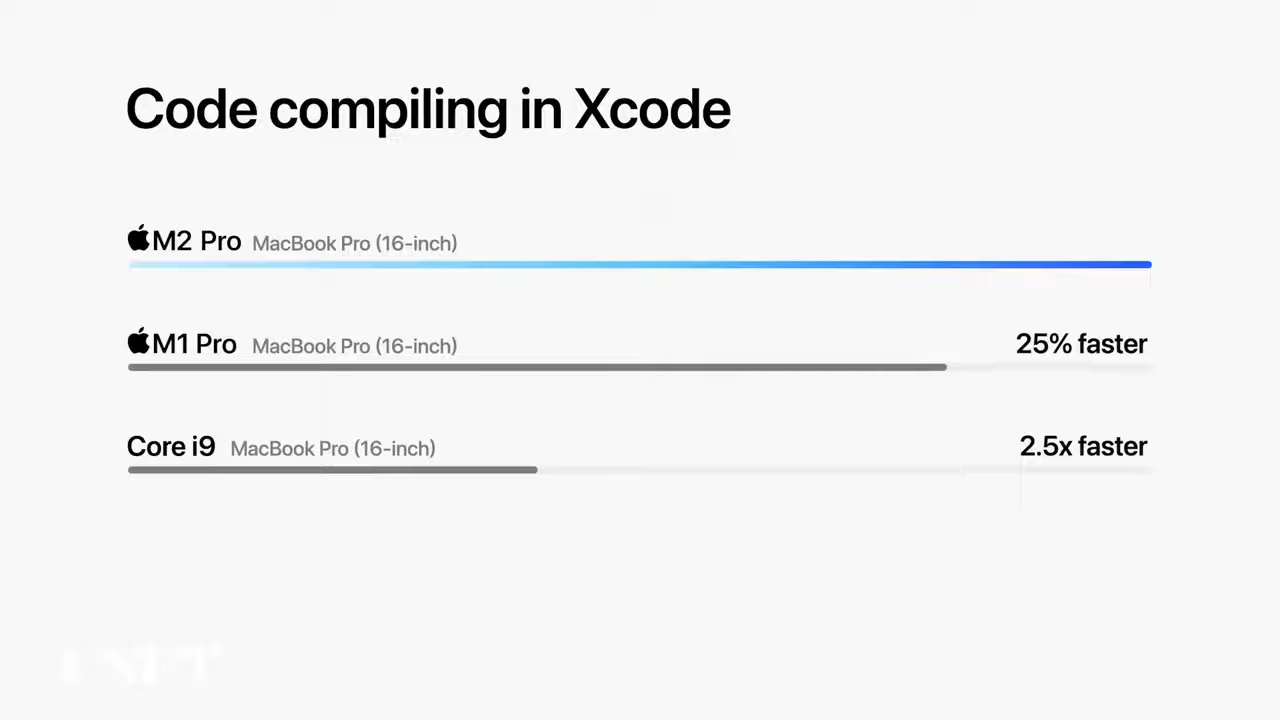 Code compiling in Xcode
M2 Pro MacBook Pro (16-inch)
M1 Pro MacBook Pro (16-inch) 25% faster
Core i9 MacBook Pro (16-inch) 2.5x faster